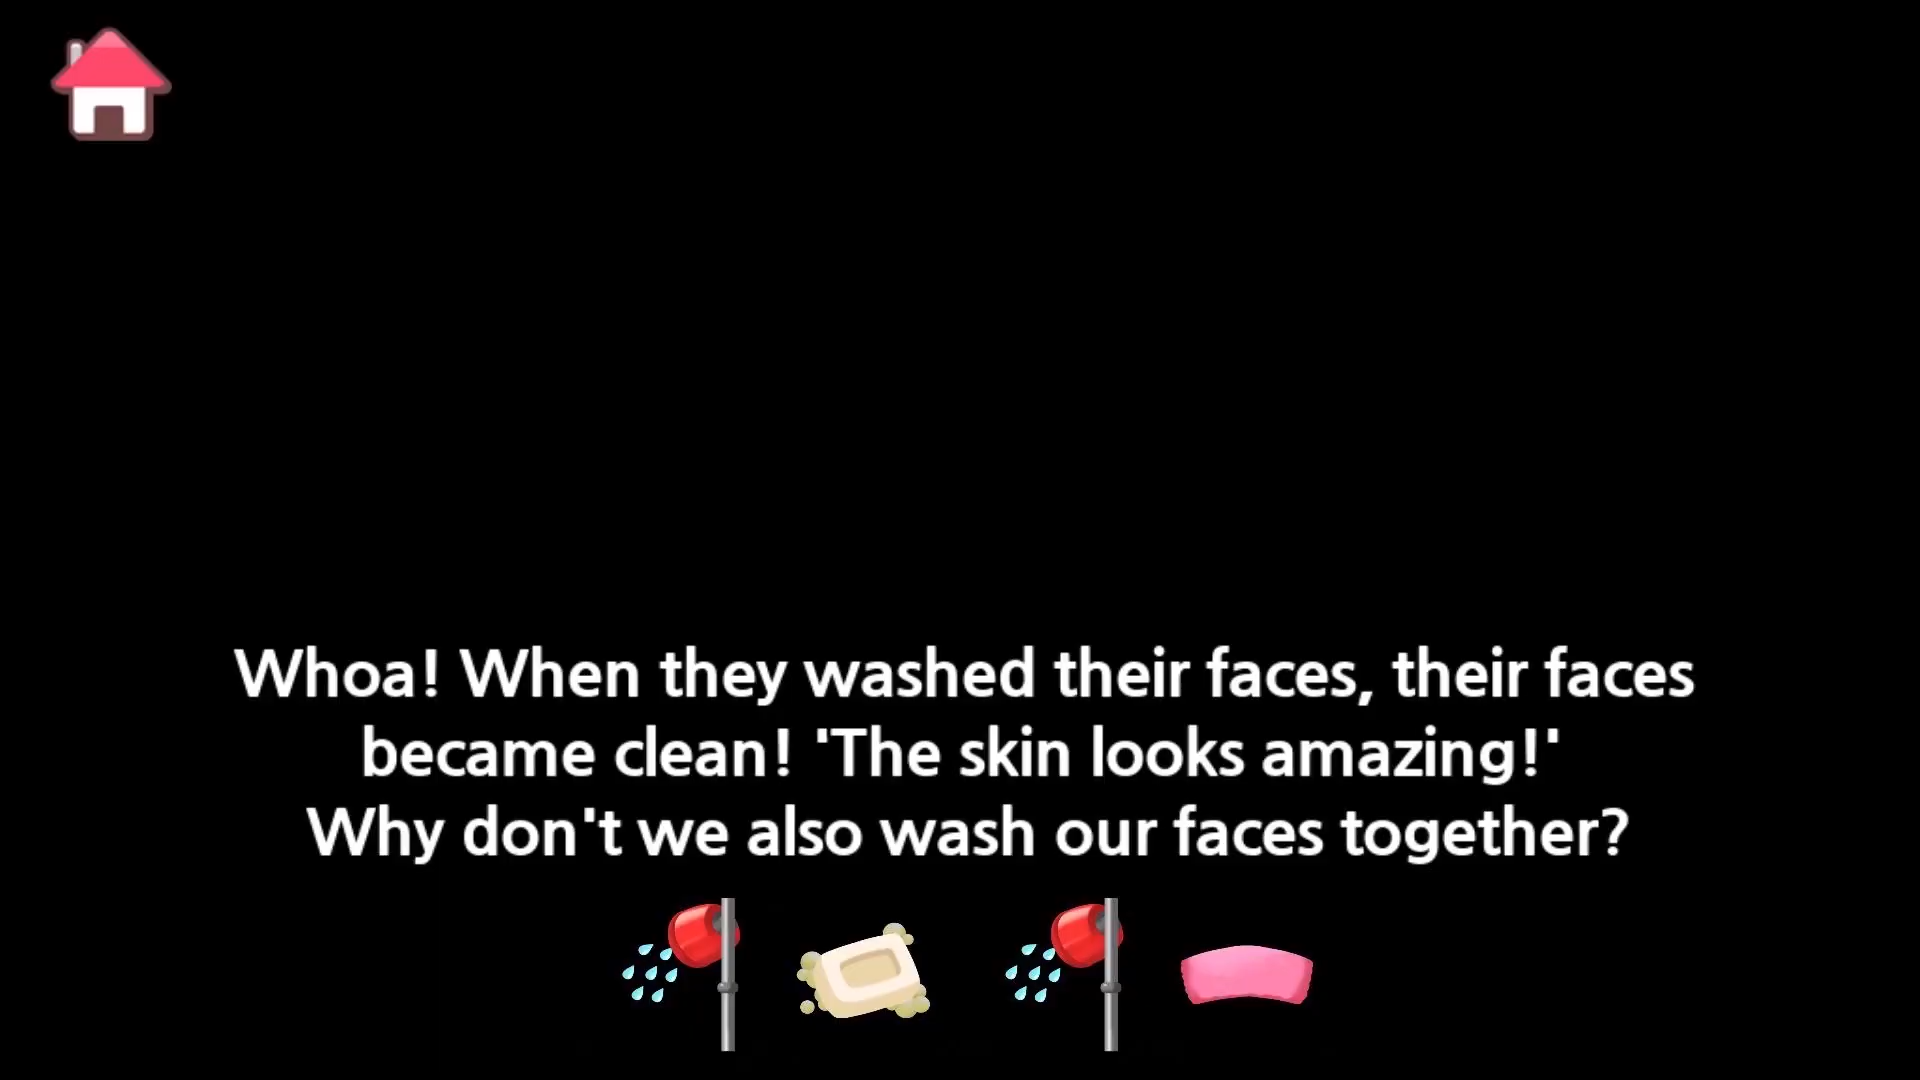 Whoa! When they washed their faces, their faces
became clean! 'The skin looks amazing!'
Why don't we also wash our faces together?